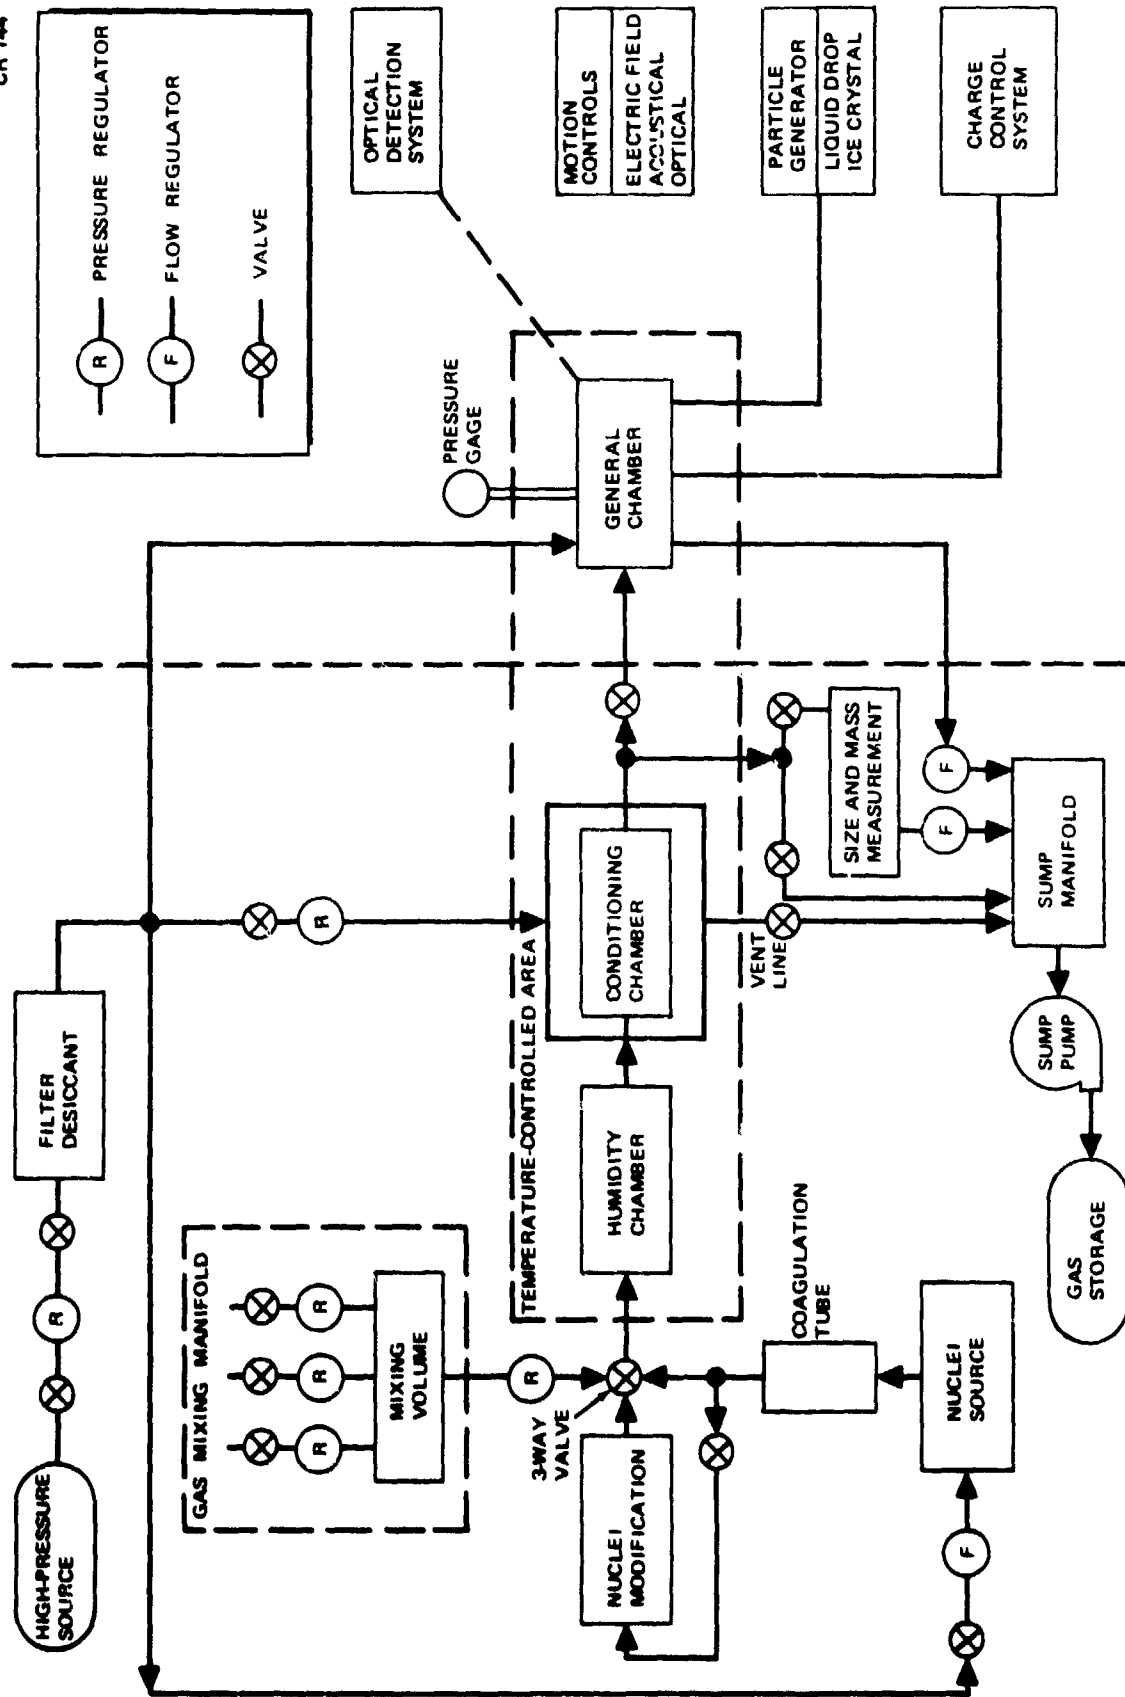 CR 144
R
PRESSURE REGULATOR
F
FLOW REGULATOR
VALVE
HIGH-PRESSURE
SOURCE
R
FILTER
DESICCANT
GAS MIXING MANIFOLD
R
R
R
MIXING
VOLUME
R
3-WAY
VALVE
NUCLEI
MODIFICATION
R
TEMPERATURE-CONTROLLED AREA
HUMIDITY
CHAMBER
CONDITIONING
CHAMBER
PRESSURE
GAGE
GENERAL
CHAMBER
OPTICAL
DETECTION
SYSTEM
MOTION
CONTROLS
ELECTRIC FIELD
ACOUSTICAL
OPTICAL
PARTICLE
GENERATOR
LIQUID DROP
ICE CRYSTAL
CHARGE
CONTROL
SYSTEM
COAGULATION
TUBE
NUCLEI
SOURCE
F
VENT
LINE
SIZE AND MASS
MEASUREMENT
F
F
SUMP
MANIFOLD
SUMP
PUMP
GAS
STORAGE